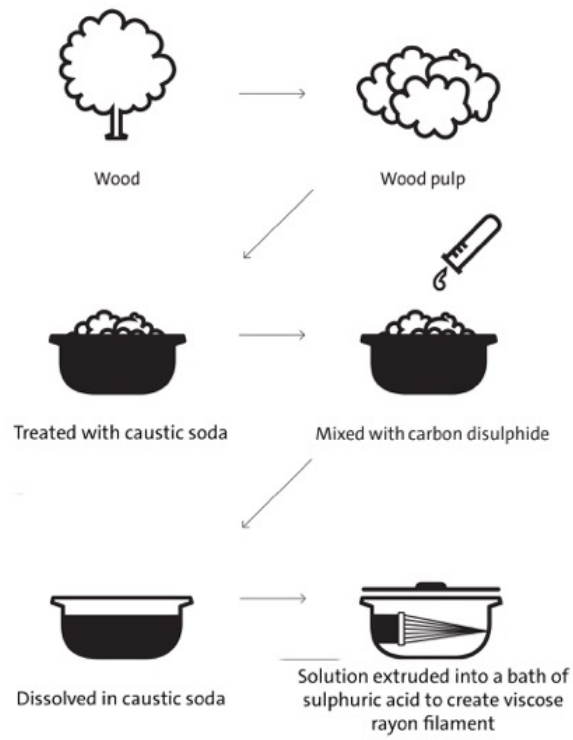 Wood
Wood pulp
Treated with caustic soda
Mixed with carbon disulphide
Dissolved in caustic soda
Solution extruded into a bath of
sulphuric acid to create viscose
rayon filament